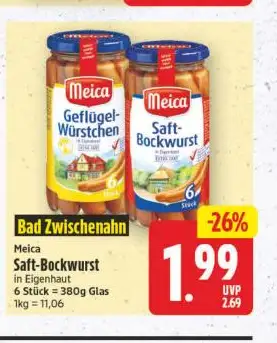 Meica
Geflügel-
Würstchen
Meica
Saft-
Bockwurst
6
Stück
Bad Zwischenahn
Meica
Saft-Bockwurst
in Eigenhaut
6 Stück = 380g Glas
1kg = 11,06
-26%
1.99
UVP
2.69